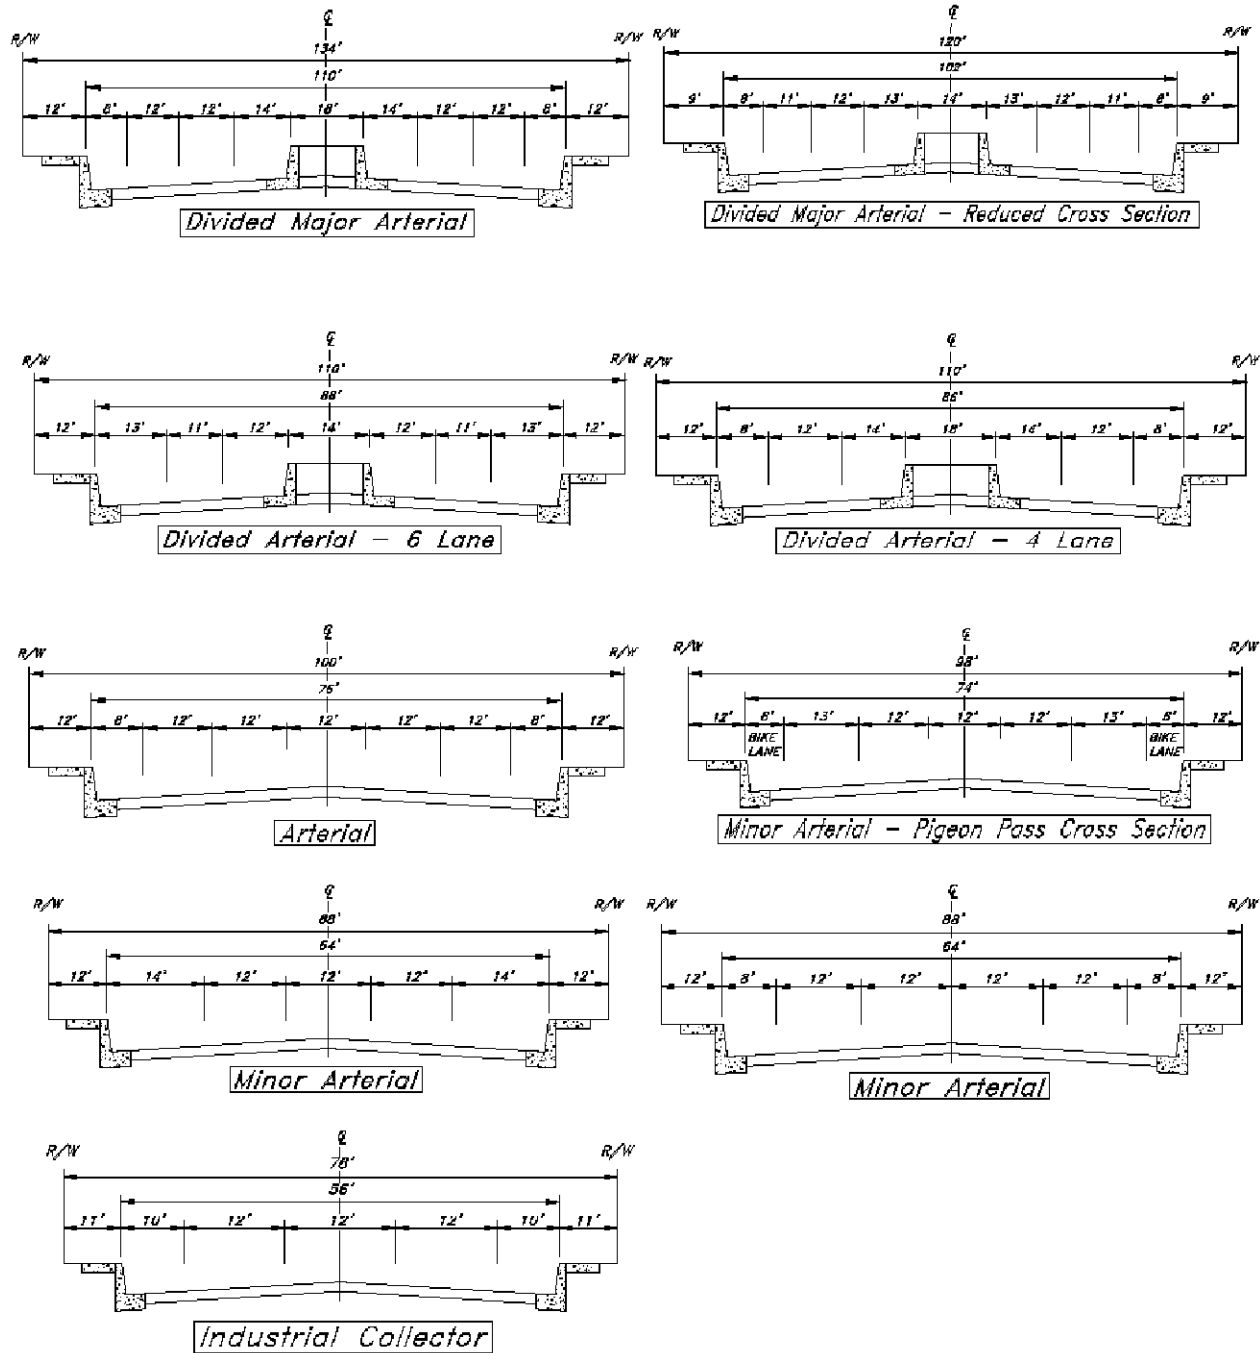 ℄
R/W R/W
134'
110'
12' 8' 12' 12' 14' 18' 14' 12' 12' 8' 12'
Divided Major Arterial
℄
R/W R/W
120'
102'
9' 8' 11' 12' 13' 14' 13' 12' 11' 8' 9'
Divided Major Arterial - Reduced Cross Section
℄
R/W R/W
110'
86'
12' 13' 11' 12' 14' 12' 11' 13' 12'
Divided Arterial - 6 Lane
℄
R/W R/W
110'
86'
12' 8' 12' 14' 18' 14' 12' 8' 12'
Divided Arterial - 4 Lane
℄
R/W R/W
100'
76'
12' 8' 12' 12' 12' 12' 12' 8' 12'
Arterial
℄
R/W R/W
98'
74'
12' 6' 13' 12' 12' 12' 13' 6' 12'
BIKE BIKE
LANE LANE
Minor Arterial - Pigeon Pass Cross Section
℄
R/W R/W
88'
64'
12' 14' 12' 12' 12' 14' 12'
Minor Arterial
℄
R/W R/W
88'
64'
12' 8' 12' 12' 12' 12' 8' 12'
Minor Arterial
℄
R/W R/W
78'
56'
11' 10' 12' 12' 12' 10' 11'
Industrial Collector